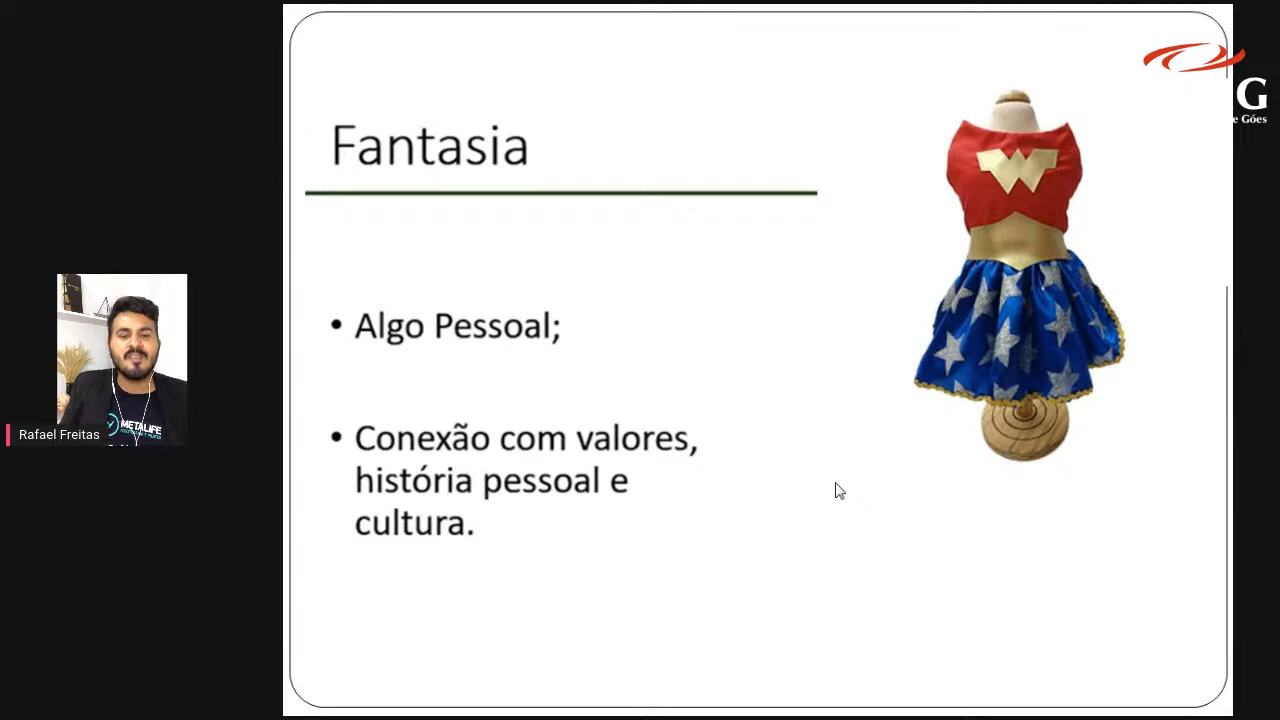 Fantasia
• Algo Pessoal;
• Conexão com valores,
história pessoal e
cultura.
G
e Góes
METALIFE
Rafael Freitas